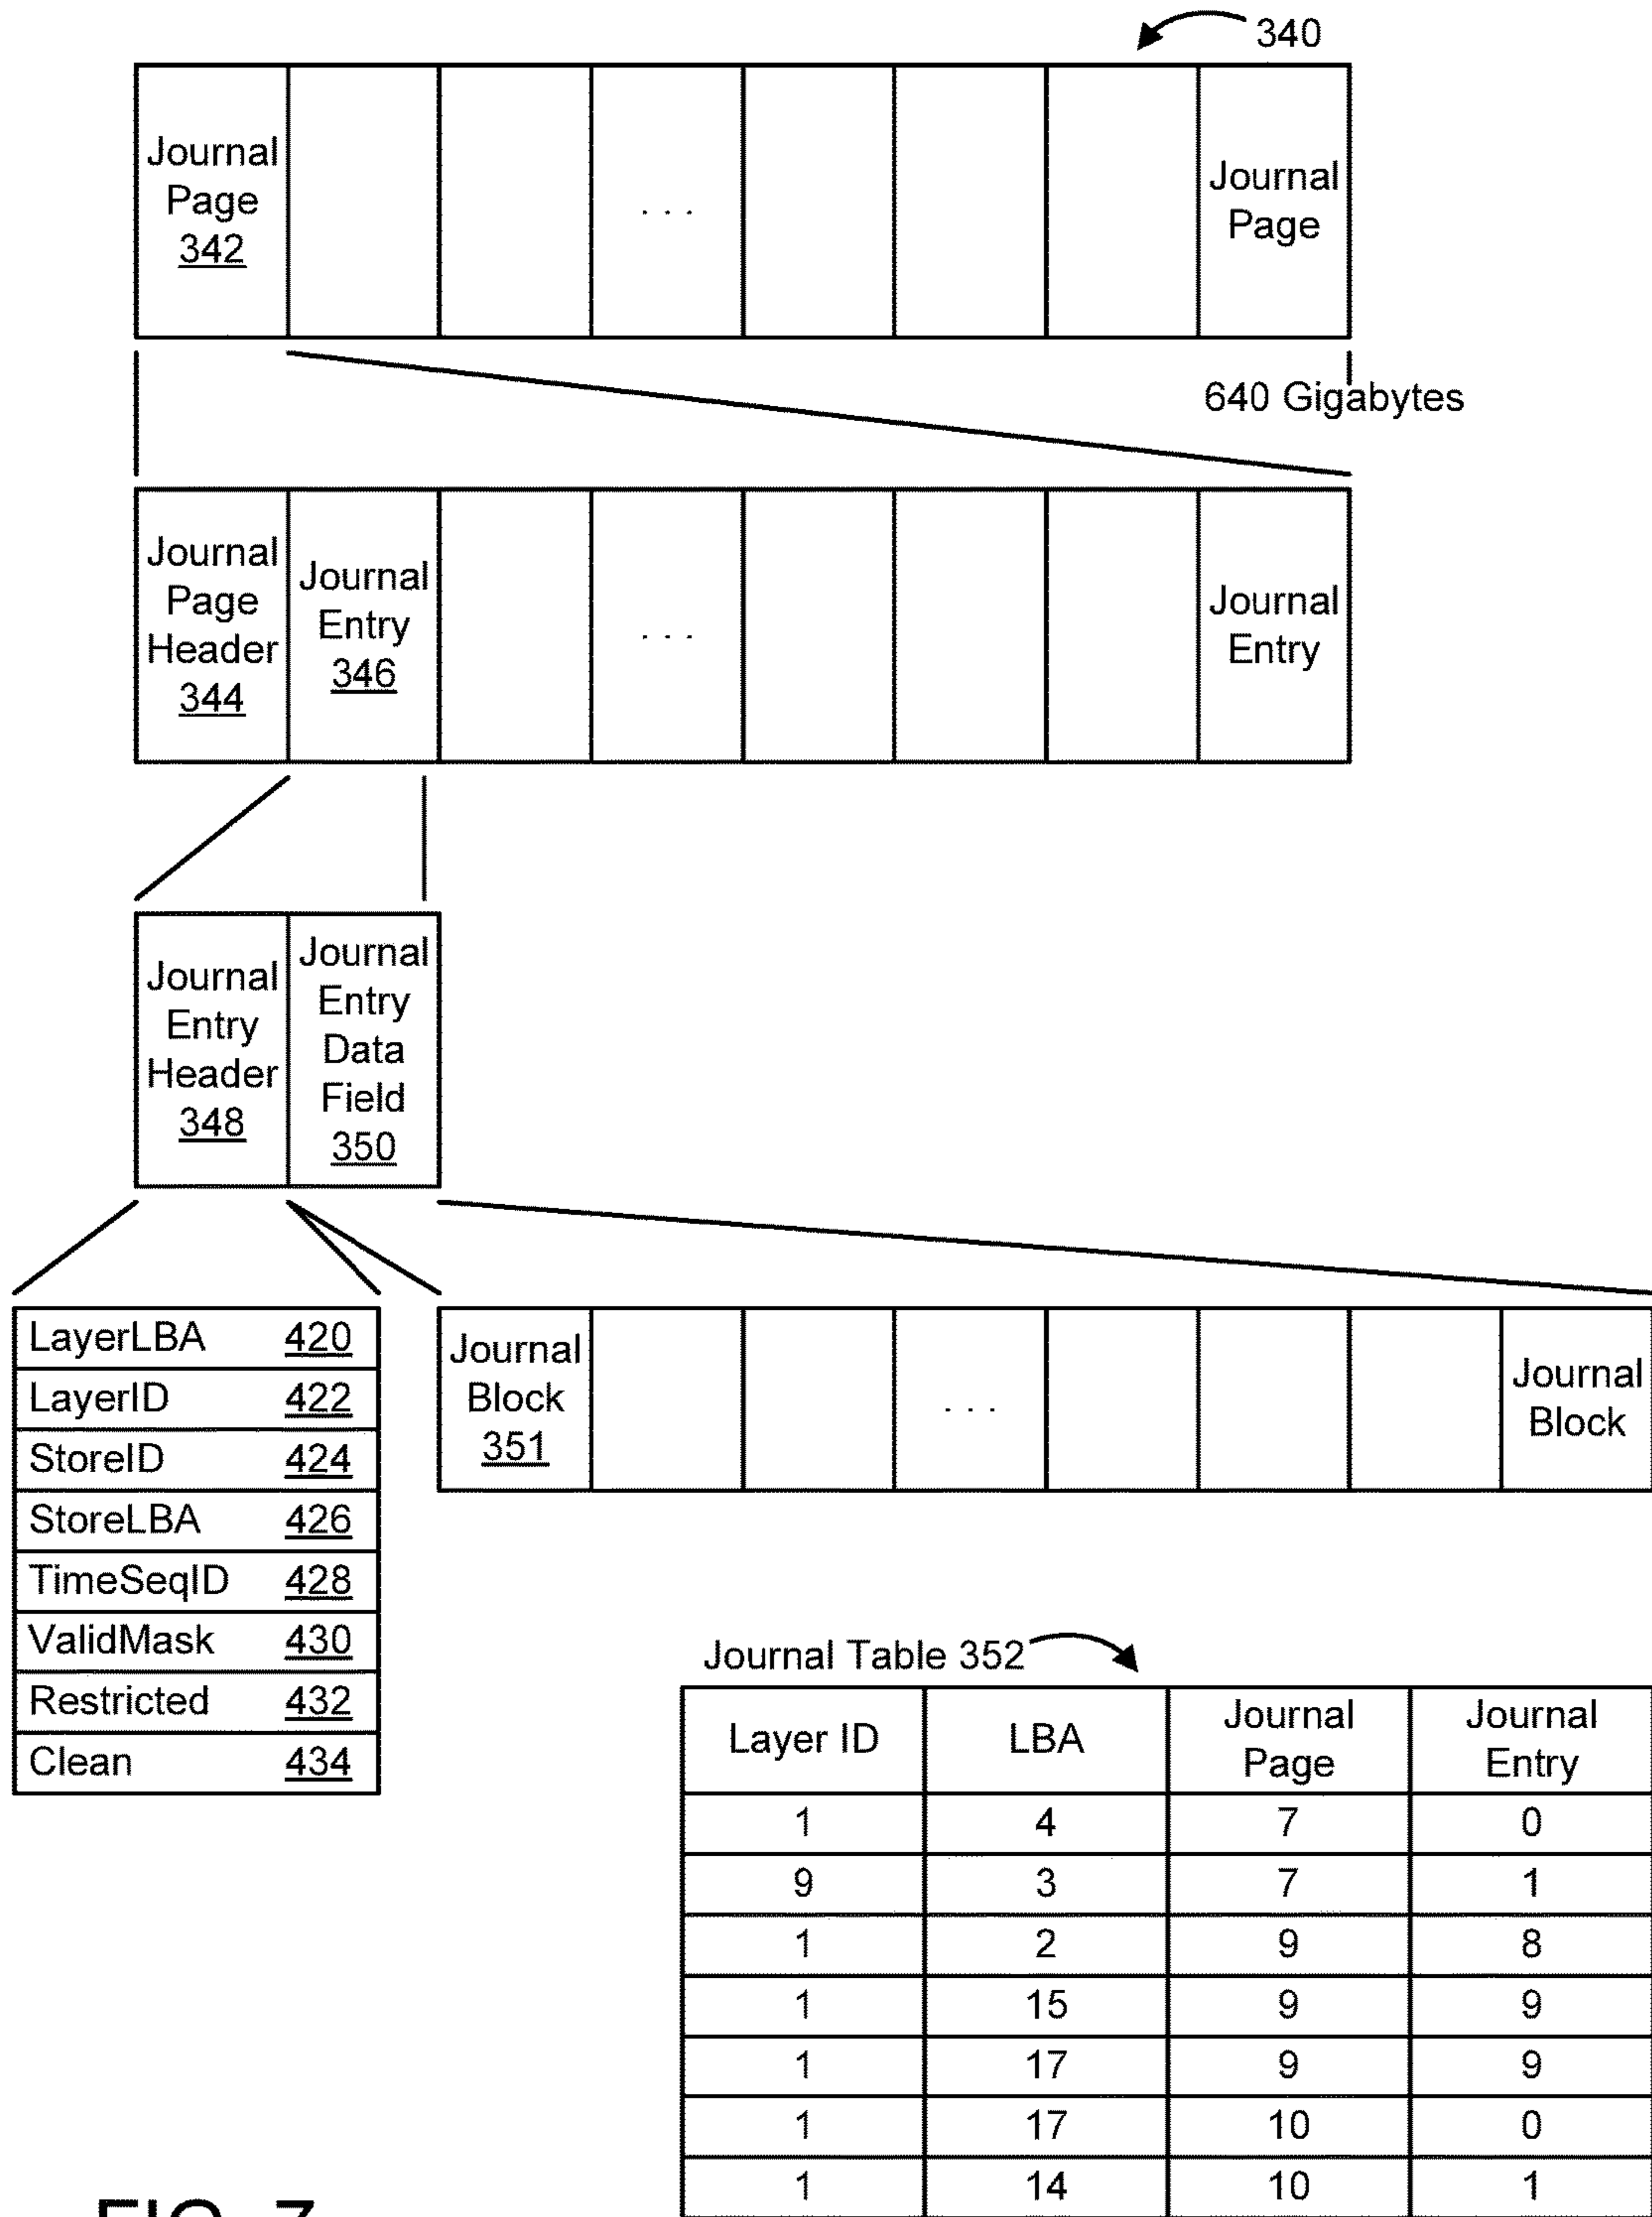 340
Journal
Page
342
. . .
Journal
Page
640 Gigabytes
Journal
Page
Header
344
Journal
Entry
346
. . .
Journal
Entry
Journal
Entry
Header
348
Journal
Entry
Data
Field
350
LayerLBA 420
LayerID 422
StoreID 424
StoreLBA 426
TimeSeqID 428
ValidMask 430
Restricted 432
Clean 434
Journal
Block
351
. . .
Journal
Block
Journal Table 352
Layer ID LBA Journal Page Journal Entry
1 4 7 0
9 3 7 1
1 2 9 8
1 15 9 9
1 17 9 9
1 17 10 0
1 14 10 1